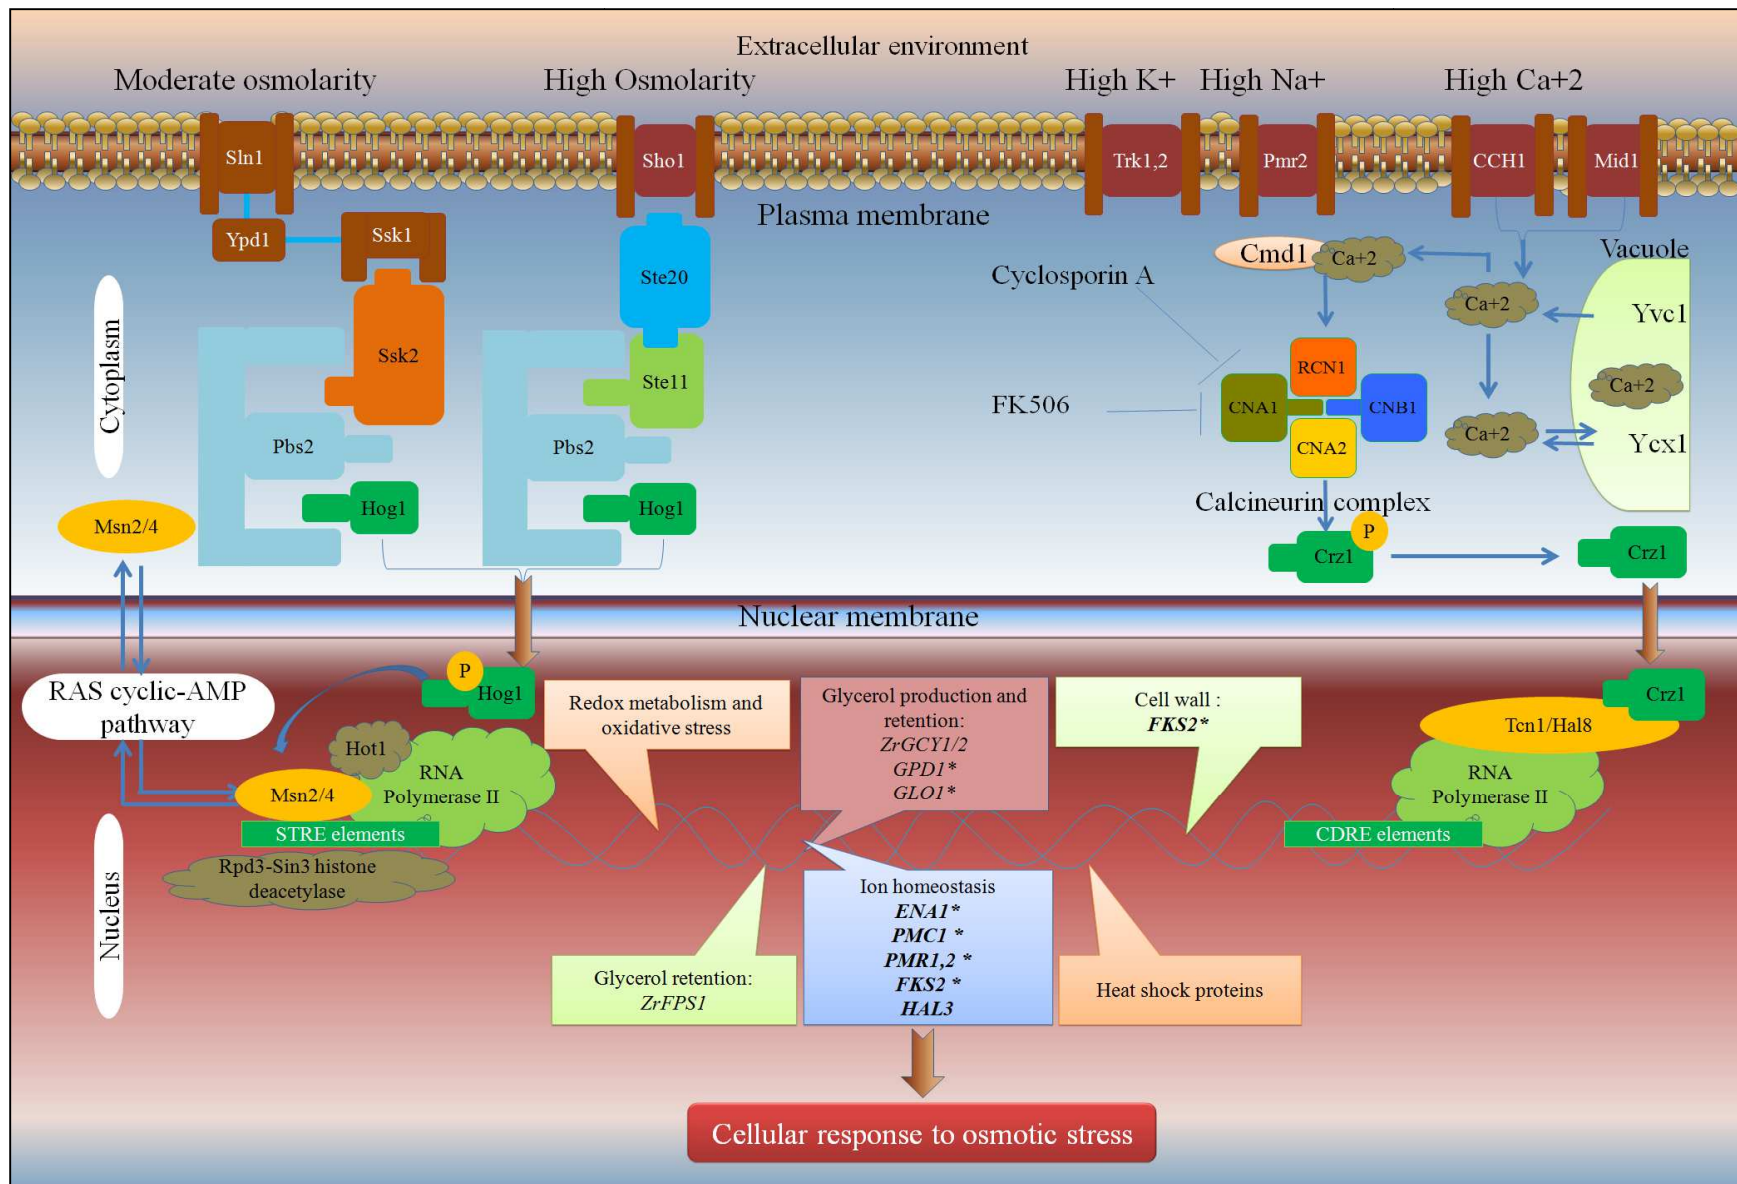 Extracellular environment
Moderate osmolarity
High Osmolarity
High K+
High Na+
High Ca+2
Sln1
Sho1
Trk1,2
Pmr2
CCH1
Mid1
Plasma membrane
Ypd1
Ssk1
Cmd1
Ca+2
Vacuole
Cyclosporin A
Ste20
Ca+2
Yvc1
Cytoplasm
Ssk2
Ste11
RCN1
FK506
CNA1
CNB1
Ca+2
Pbs2
Pbs2
CNA2
Ca+2
Ycx1
Hog1
Hog1
Calcineurin complex
Msn2/4
P
Crz1
Crz1
Nuclear membrane
RAS cyclic-AMP
pathway
P
Hog1
Redox metabolism and
oxidative stress
Glycerol production and
retention:
ZrGCY1/2
GPD1*
GLO1*
Cell wall :
FKS2*
Crz1
Tcn1/Hal8
Hot1
RNA
Polymerase II
Msn2/4
STRE elements
RNA
Polymerase II
CDRE elements
Rpd3-Sin3 histone
deacetylase
Nucleus
Glycerol retention:
ZrFPS1
Ion homeostasis
ENA1*
PMC1 *
PMR1,2 *
FKS2 *
HAL3
Heat shock proteins
Cellular response to osmotic stress